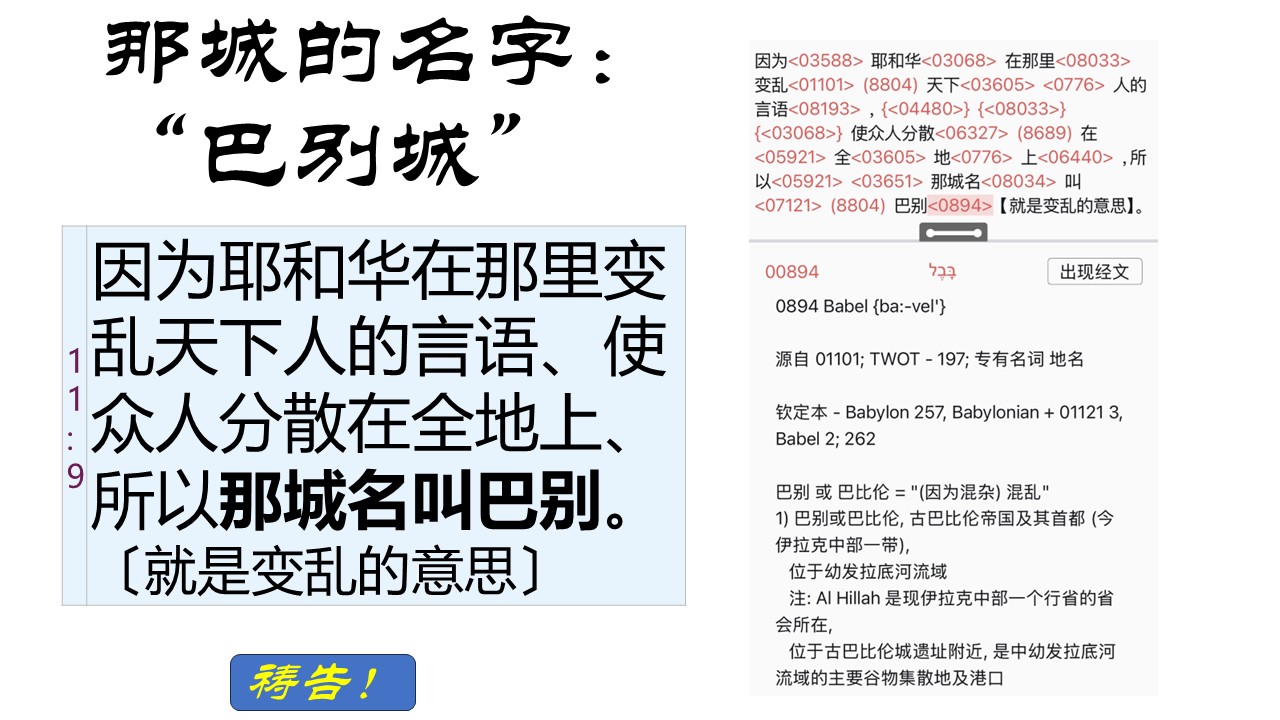 那城的名字：
“巴别城”
11:9
因为耶和华在那里变
乱天下人的言语、使
众人分散在全地上、
所以那城名叫巴别。
〔就是变乱的意思〕
祷告！
因为<03588> 耶和华<03068> 在那里<08033>
变乱<01101> (8804) 天下<03605> <0776> 人的
言语<08193> , {<04480>} {<08033>}
{<03068>} 使众人分散<06327> (8689) 在
<05921> 全<03605> 地<0776> 上<06440> , 所
以<05921> <03651> 那城名<08034> 叫
<07121> (8804) 巴别<0894>【就是变乱的意思】。
00894 בָּבֶל 出现经文
0894 Babel {ba:-vel'}
源自 01101; TWOT - 197; 专有名词 地名
钦定本 - Babylon 257, Babylonian + 01121 3,
Babel 2; 262
巴别 或 巴比伦 = "(因为混杂) 混乱"
1) 巴别或巴比伦, 古巴比伦帝国及其首都 (今
伊拉克中部一带),
位于幼发拉底河流域
注: Al Hillah 是现伊拉克中部一个行省的省
会所在,
位于古巴比伦城遗址附近, 是中幼发拉底河
流域的主要谷物集散地及港口